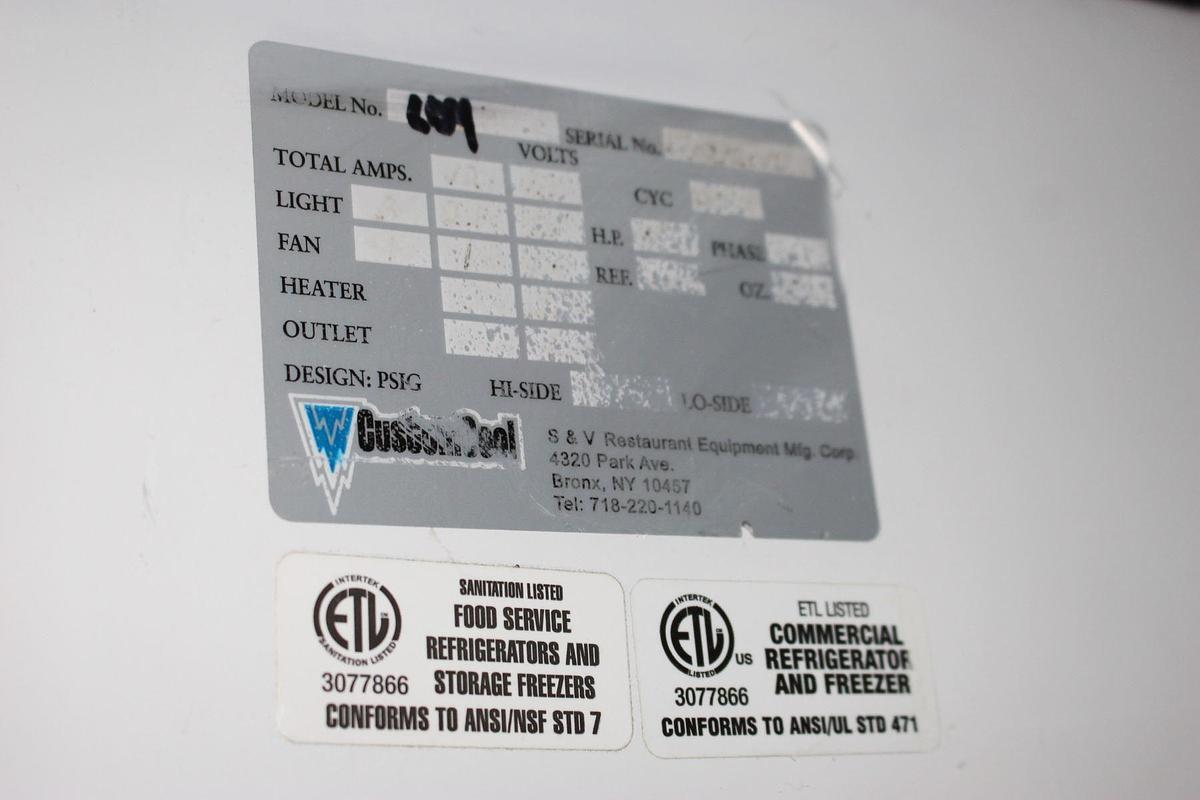 MODEL No.
SERIAL No.
TOTAL AMPS.
VOLTS
CYC
LIGHT
H.P.
PHASE
FAN
REF.
OZ.
HEATER
OUTLET
DESIGN: PSIG
HI-SIDE
LO-SIDE
CustomCool
S & V Restaurant Equipment Mfg. Corp.
4320 Park Ave.
Bronx, NY 10457
Tel: 718-220-1140
INTERTEK
ETL
SANITATION LISTED
3077866
SANITATION LISTED
FOOD SERVICE
REFRIGERATORS AND
STORAGE FREEZERS
CONFORMS TO ANSI/NSF STD 7
INTERTEK
ETL
LISTED
US
3077866
ETL LISTED
COMMERCIAL
REFRIGERATOR
AND FREEZER
CONFORMS TO ANSI/UL STD 471